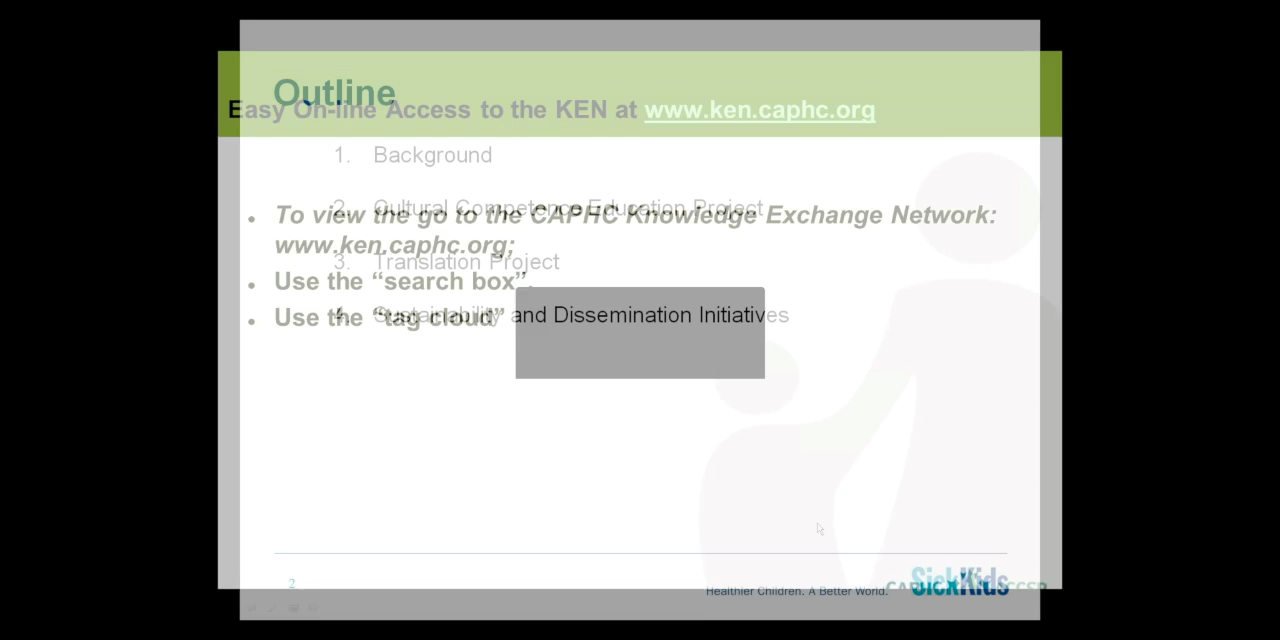 Outline
Easy On-line Access to the KEN at www.ken.caphc.org
1. Background
2. Cultural Competence Education Project
• To view the go to the CAPHC Knowledge Exchange Network:
www.ken.caphc.org;
3. Translation Project
• Use the “search box”,
4. Sustainability and Dissemination Initiatives
• Use the “tag cloud”
2
Healthier Children. A Better World.
SickKids